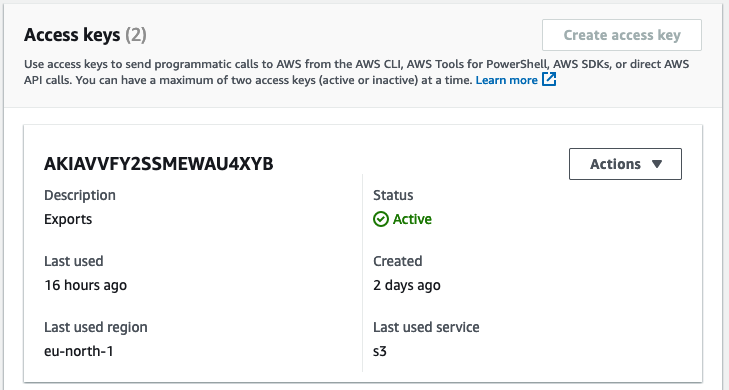 Access keys (2)
Create access key
Use access keys to send programmatic calls to AWS from the AWS CLI, AWS Tools for PowerShell, AWS SDKs, or direct AWS
API calls. You can have a maximum of two access keys (active or inactive) at a time. Learn more
AKIAVVFY2SSMEWAU4XYB
Actions
Description
Status
Exports
Active
Last used
Created
16 hours ago
2 days ago
Last used region
Last used service
eu-north-1
s3